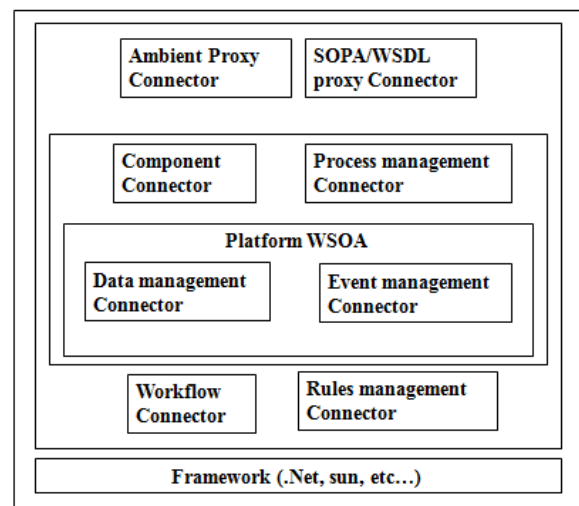 Ambient Proxy
Connector
SOPA/WSDL
proxy Connector
Component
Connector
Process management
Connector
Platform WSOA
Data management
Connector
Event management
Connector
Workflow
Connector
Rules management
Connector
Framework (.Net, sun, etc…)